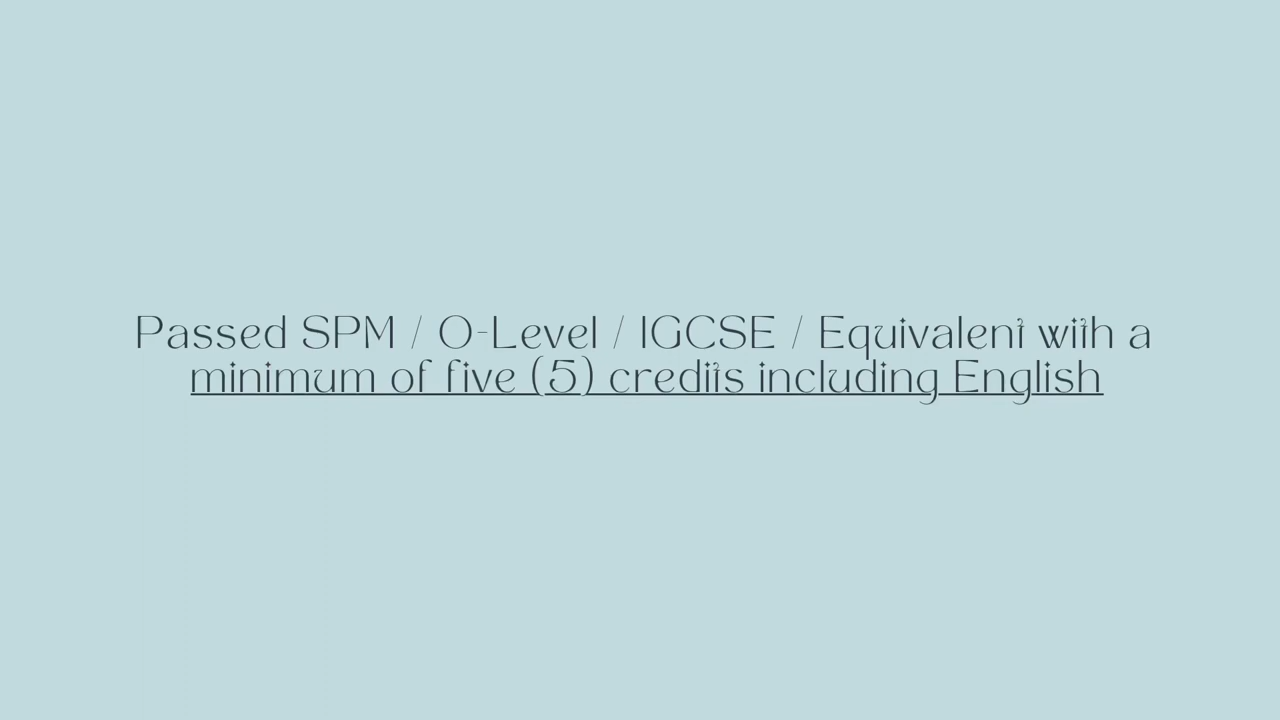 Passed SPM / O-Level / IGCSE / Equivalent with a
minimum of five (5) credits including English